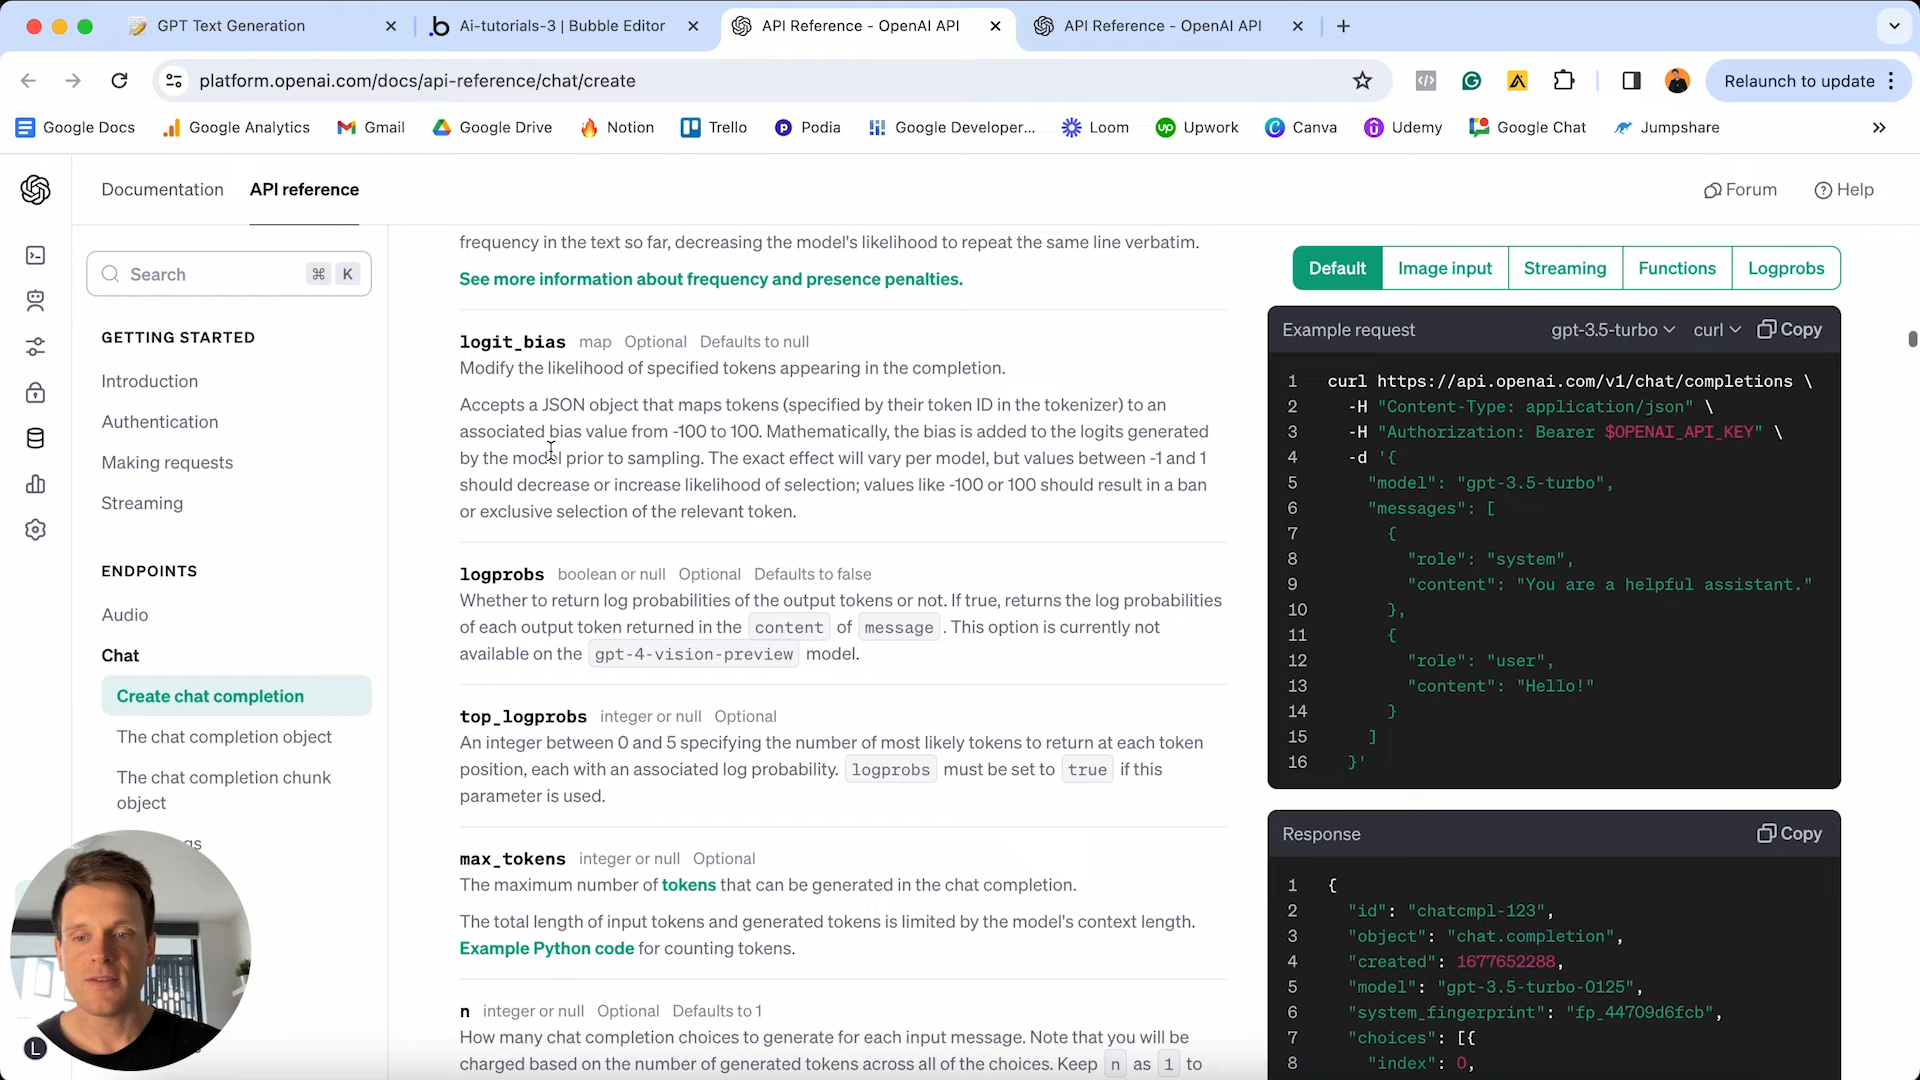 GPT Text Generation
Ai-tutorials-3 | Bubble Editor
API Reference - OpenAI API
API Reference - OpenAI API
platform.openai.com/docs/api-reference/chat/create
Relaunch to update
Google Docs
Google Analytics
Gmail
Google Drive
Notion
Trello
Podia
Google Developer...
Loom
Upwork
Canva
Udemy
Google Chat
Jumpshare
Documentation
API reference
Forum
Help
Search
⌘ K
GETTING STARTED
Introduction
Authentication
Making requests
Streaming
ENDPOINTS
Audio
Chat
Create chat completion
The chat completion object
The chat completion chunk
object
gs
L
frequency in the text so far, decreasing the model's likelihood to repeat the same line verbatim.
See more information about frequency and presence penalties.
logit_bias map Optional Defaults to null
Modify the likelihood of specified tokens appearing in the completion.
Accepts a JSON object that maps tokens (specified by their token ID in the tokenizer) to an
associated bias value from -100 to 100. Mathematically, the bias is added to the logits generated
by the model prior to sampling. The exact effect will vary per model, but values between -1 and 1
should decrease or increase likelihood of selection; values like -100 or 100 should result in a ban
or exclusive selection of the relevant token.
logprobs boolean or null Optional Defaults to false
Whether to return log probabilities of the output tokens or not. If true, returns the log probabilities
of each output token returned in the content of message. This option is currently not
available on the gpt-4-vision-preview model.
top_logprobs integer or null Optional
An integer between 0 and 5 specifying the number of most likely tokens to return at each token
position, each with an associated log probability. logprobs must be set to true if this
parameter is used.
max_tokens integer or null Optional
The maximum number of tokens that can be generated in the chat completion.
The total length of input tokens and generated tokens is limited by the model's context length.
Example Python code for counting tokens.
n integer or null Optional Defaults to 1
How many chat completion choices to generate for each input message. Note that you will be
charged based on the number of generated tokens across all of the choices. Keep n as 1 to
Default Image input Streaming Functions Logprobs
Example request gpt-3.5-turbo curl Copy
1 curl https://api.openai.com/v1/chat/completions \
2 -H "Content-Type: application/json" \
3 -H "Authorization: Bearer $OPENAI_API_KEY" \
4 -d '{
5 "model": "gpt-3.5-turbo",
6 "messages": [
7 {
8 "role": "system",
9 "content": "You are a helpful assistant."
10 },
11 {
12 "role": "user",
13 "content": "Hello!"
14 }
15 ]
16 }'
Response Copy
1 {
2 "id": "chatcmpl-123",
3 "object": "chat.completion",
4 "created": 1677652288,
5 "model": "gpt-3.5-turbo-0125",
6 "system_fingerprint": "fp_44709d6fcb",
7 "choices": [{
8 "index": 0,